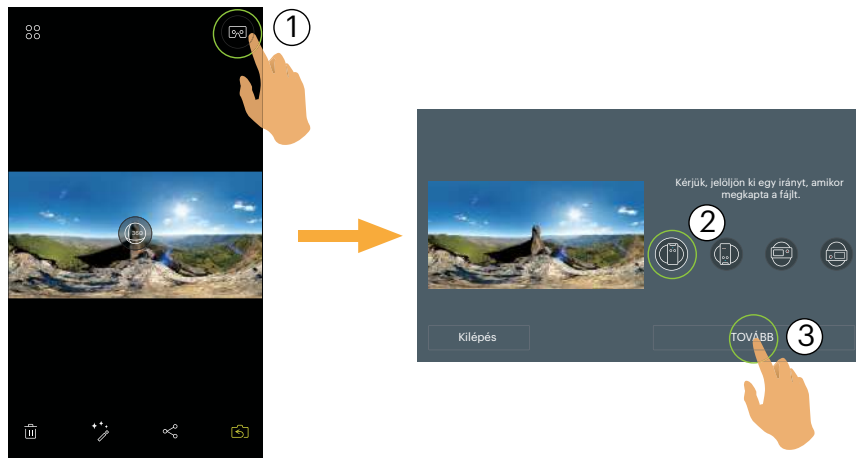 1
360
Kérjük, jelöljön ki egy irányt, amikor
megkapta a fájlt.
2
Kilépés
TOVÁBB
3